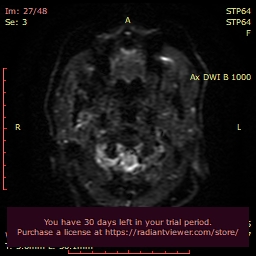 Im: 27/48
Se: 3
A
STP64
STP64
F
Ax DWI B 1000
R
L
You have 30 days left in your trial period.
Purchase a license at https://radiantviewer.com/store/